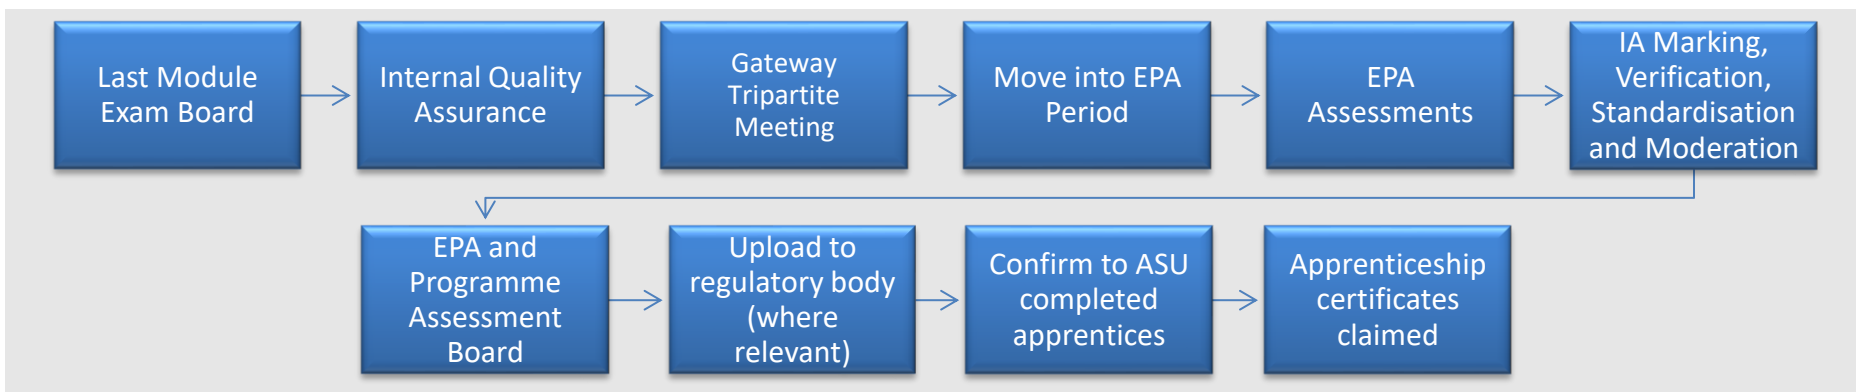 Last Module
Exam Board
Internal Quality
Assurance
Gateway
Tripartite
Meeting
Move into EPA
Period
EPA
Assessments
IA Marking,
Verification,
Standardisation
and Moderation
EPA and
Programme
Assessment
Board
Upload to
regulatory body
(where
relevant)
Confirm to ASU
completed
apprentices
Apprenticeship
certificates
claimed